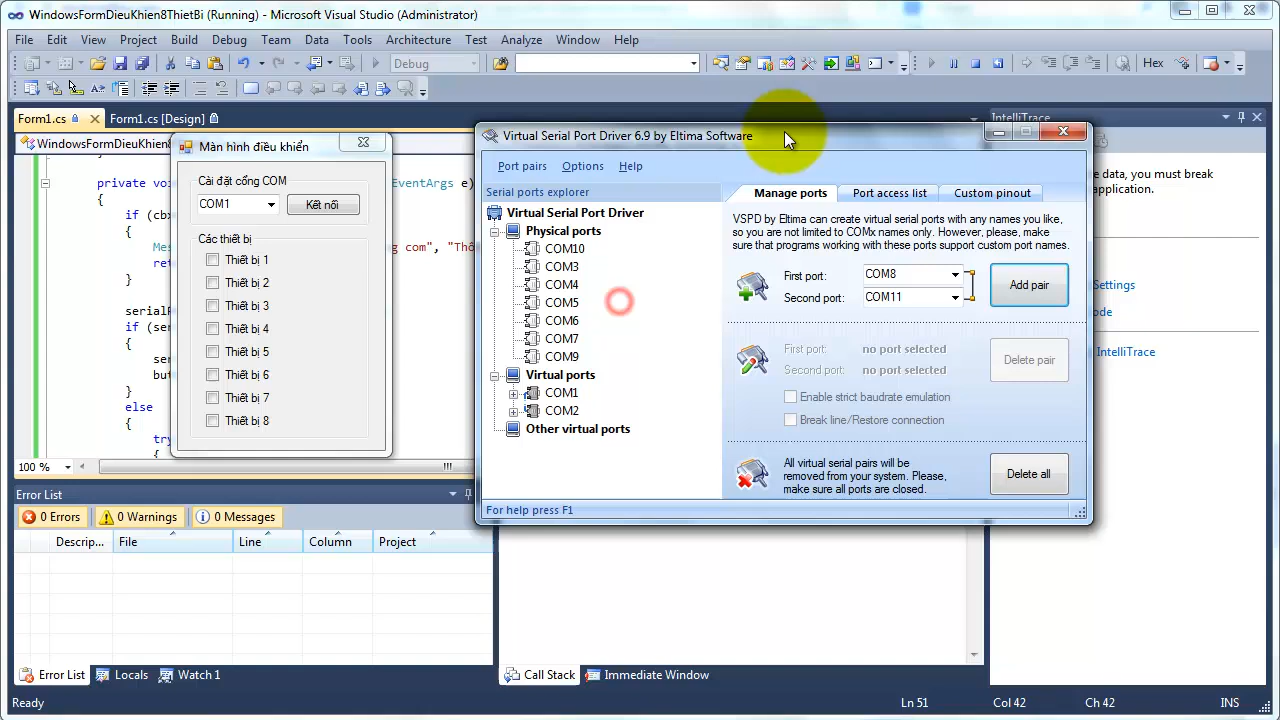 WindowsFormDieuKhien8ThietBi (Running) - Microsoft Visual Studio (Administrator)
File Edit View Project Build Debug Team Data Tools Architecture Test Analyze Window Help
Debug
Hex
Form1.cs Form1.cs [Design]
IntelliTrace
WindowsFormDieuKhien8
private vo
EventArgs e)
{
if (cb
{
Mes
g com", "Thô
ret
}
serialP
if (se
{
ser
but
}
else
{
try
{
e data, you must break
application.
Settings
ode
IntelliTrace
Màn hình điều khiển
Cài đặt cổng COM
COM1 Kết nối
Các thiết bị
Thiết bị 1
Thiết bị 2
Thiết bị 3
Thiết bị 4
Thiết bị 5
Thiết bị 6
Thiết bị 7
Thiết bị 8
Virtual Serial Port Driver 6.9 by Eltima Software
Port pairs Options Help
Serial ports explorer
Virtual Serial Port Driver
Physical ports
COM10
COM3
COM4
COM5
COM6
COM7
COM9
Virtual ports
COM1
COM2
Other virtual ports
Manage ports Port access list Custom pinout
VSPD by Eltima can create virtual serial ports with any names you like,
so you are not limited to COMx names only. However, please, make
sure that programs working with these ports support custom port names.
First port: COM8
Second port: COM11
Add pair
First port: no port selected
Second port: no port selected
Delete pair
Enable strict baudrate emulation
Break line/Restore connection
All virtual serial pairs will be
removed from your system. Please,
make sure all ports are closed.
Delete all
For help press F1
100 %
Error List
0 Errors 0 Warnings 0 Messages
Descrip... File Line Column Project
Error List Locals Watch 1
Call Stack Immediate Window
Ready Ln 51 Col 42 Ch 42 INS